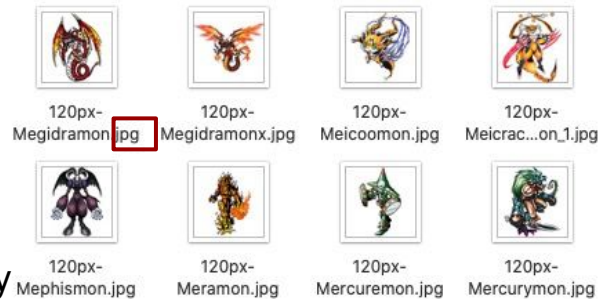 120px-
Megidramon.jpg
120px-
Megidramonx.jpg
120px-
Meicoomon.jpg
120px-
Meicrac...on_1.jpg
y
120px-
Mephismon.jpg
120px-
Meramon.jpg
120px-
Mercuremon.jpg
120px-
Mercurymon.jpg